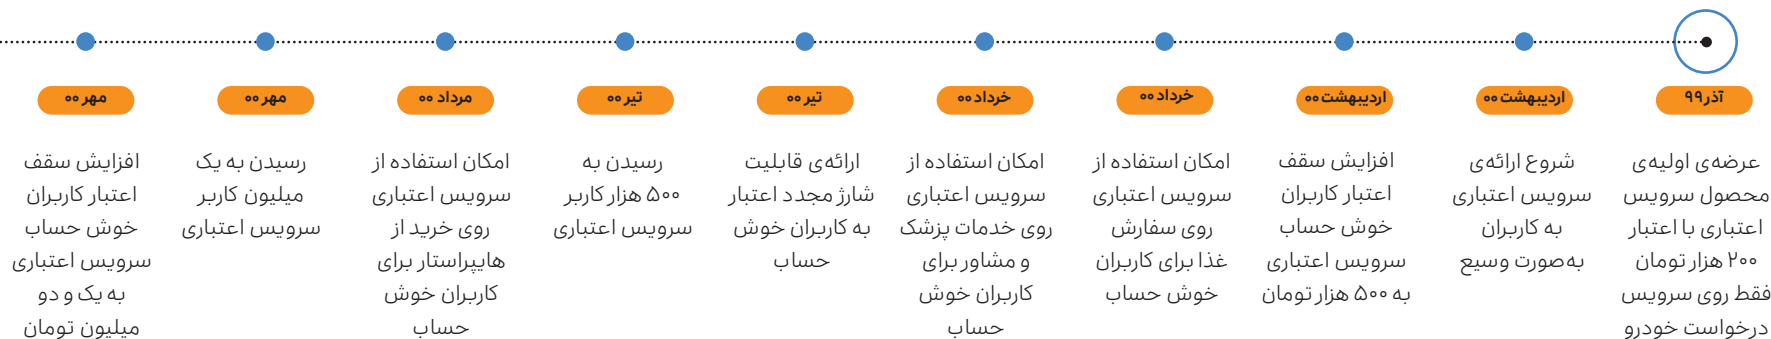 آذر ۹۹
عرضه‌ی اولیه‌ی
محصول سرویس
اعتباری با اعتبار
۲۰۰ هزار تومان
فقط روی سرویس
درخواست خودرو
اردیبهشت ۰۰
شروع ارائه‌ی
سرویس اعتباری
به کاربران
به‌صورت وسیع
اردیبهشت ۰۰
افزایش سقف
اعتبار کاربران
خوش حساب
سرویس اعتباری
به ۵۰۰ هزار تومان
خرداد ۰۰
امکان استفاده از
سرویس اعتباری
روی سفارش
غذا برای کاربران
خوش حساب
خرداد ۰۰
امکان استفاده از
سرویس اعتباری
روی خدمات پزشک
و مشاور برای
کاربران خوش
حساب
تیر ۰۰
ارائه‌ی قابلیت
شارژ مجدد اعتبار
به کاربران خوش
حساب
تیر ۰۰
رسیدن به
۵۰۰ هزار کاربر
سرویس اعتباری
مرداد ۰۰
امکان استفاده از
سرویس اعتباری
روی خرید از
هایپراستار برای
کاربران خوش
حساب
مهر ۰۰
رسیدن به یک
میلیون کاربر
سرویس اعتباری
مهر ۰۰
افزایش سقف
اعتبار کاربران
خوش حساب
سرویس اعتباری
به یک و دو
میلیون تومان